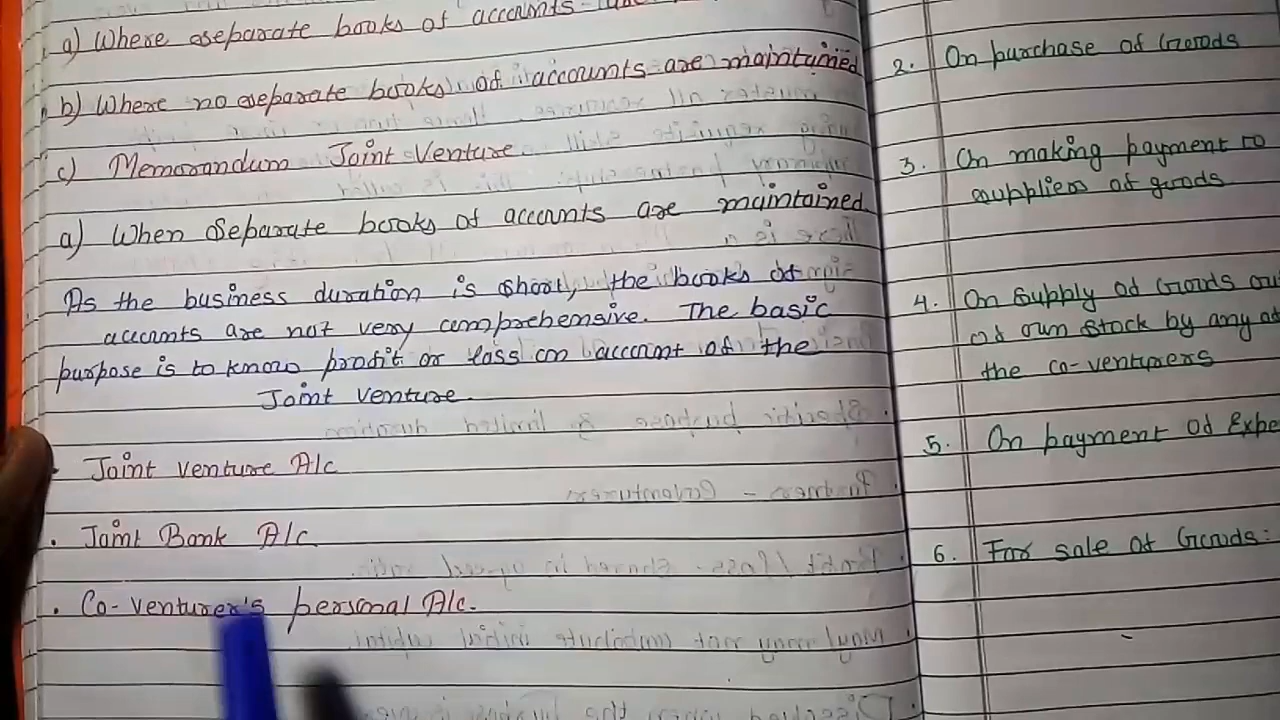 a) Where separate books of accounts
b) Where no separate books of accounts are maintained
c) Memorandum Joint Venture
a) When Separate books of accounts are maintained
As the business duration is short, the books of
accounts are not very comprehensive. The basic
purpose is to know profit or loss on account of the
Joint Venture.
Joint Venture A/c
• Joint Bank A/c
• Co-Venturer's personal A/c.
2. On purchase of Goods
3. On making payment to
suppliers of goods
4. On Supply of Goods
of own stock by any of
the Co-venturers
5. On payment of
6. For sale of Goods: